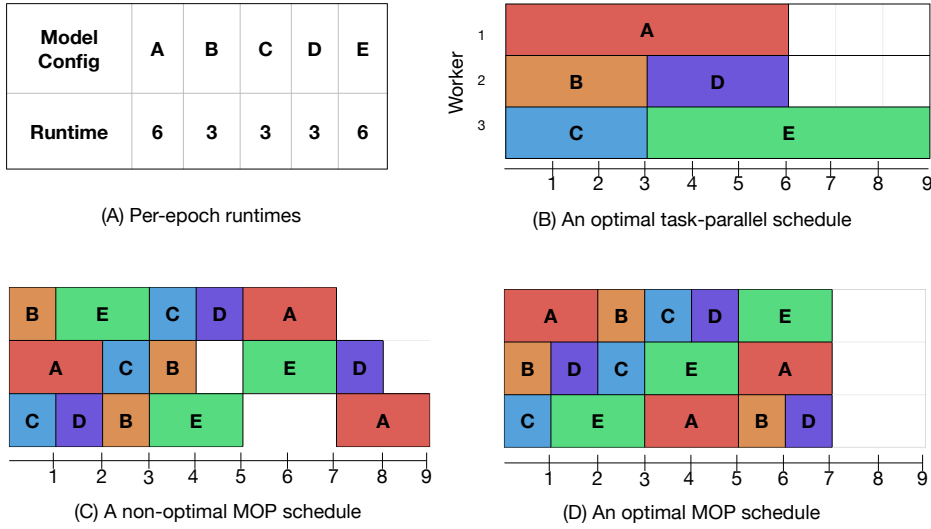 Model Config A B C D E
Runtime 6 3 3 3 6
(A) Per-epoch runtimes
Worker
1 A
2 B D
3 C E
1 2 3 4 5 6 7 8 9
(B) An optimal task-parallel schedule
B E C D A
A C B E D
C D B E A
1 2 3 4 5 6 7 8 9
(C) A non-optimal MOP schedule
A B C D E
B D C E A
C E A B D
1 2 3 4 5 6 7 8 9
(D) An optimal MOP schedule